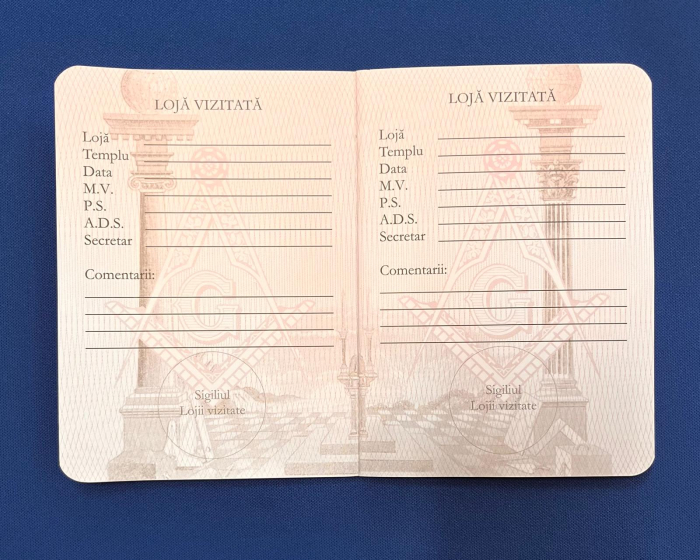 LOJĂ VIZITATĂ
Lojă
Templu
Data
M.V.
P.S.
A.D.S.
Secretar
Comentarii:
G
Sigiliul
Lojii vizitate
LOJĂ VIZITATĂ
Lojă
Templu
Data
M.V.
P.S.
A.D.S.
Secretar
Comentarii:
G
Sigiliul
Lojii vizitate